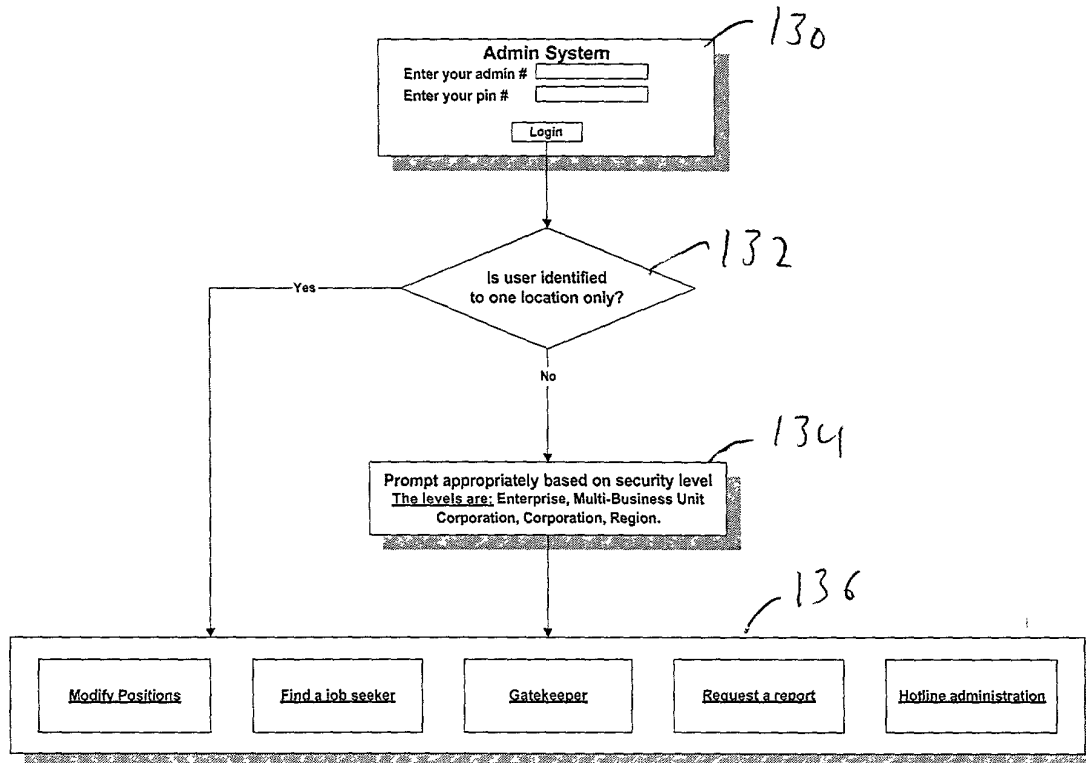 130
Admin System
Enter your admin #
Enter your pin #
Login
132
Is user identified
to one location only?
Yes
No
134
Prompt appropriately based on security level
The levels are: Enterprise, Multi-Business Unit
Corporation, Corporation, Region.
136
Modify Positions
Find a job seeker
Gatekeeper
Request a report
Hotline administration